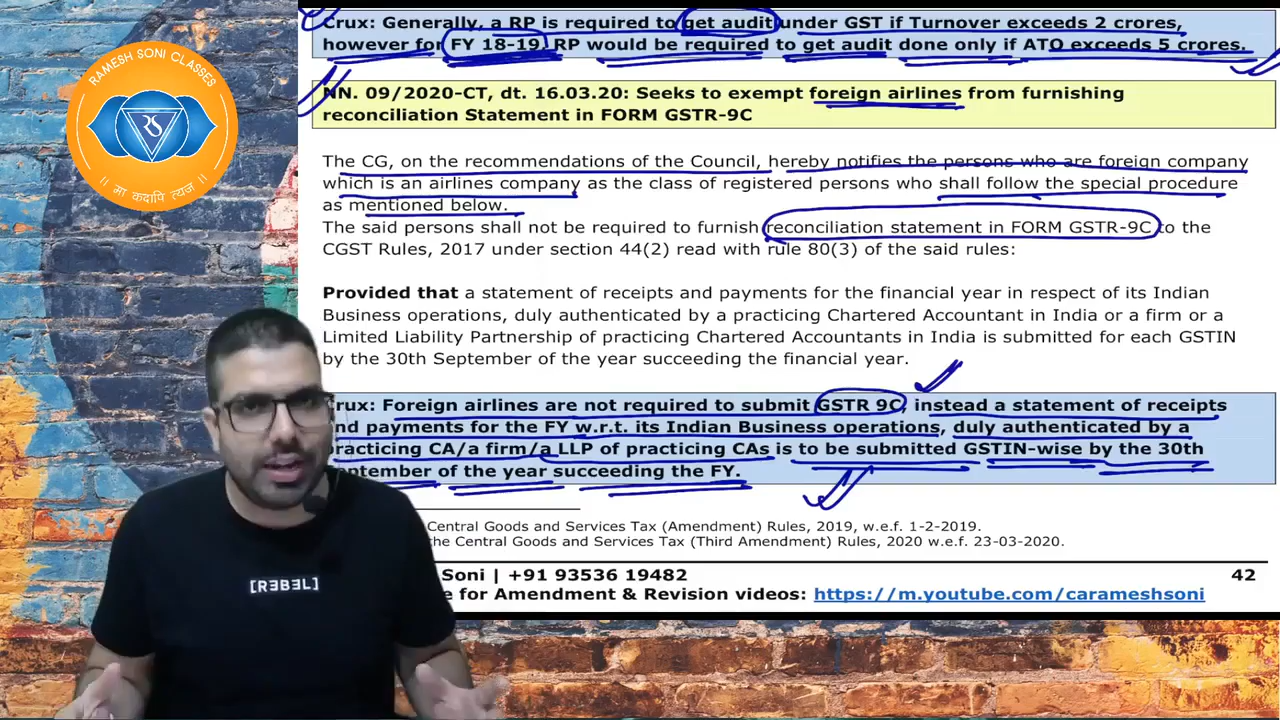 RAMESH SONI CLASSES
RS
|| मा कदापि त्यज ||
Crux: Generally, a RP is required to get audit under GST if Turnover exceeds 2 crores,
however for FY 18-19, RP would be required to get audit done only if ATO exceeds 5 crores.
NN. 09/2020-CT, dt. 16.03.20: Seeks to exempt foreign airlines from furnishing
reconciliation Statement in FORM GSTR-9C
The CG, on the recommendations of the Council, hereby notifies the persons who are foreign company
which is an airlines company as the class of registered persons who shall follow the special procedure
as mentioned below.
The said persons shall not be required to furnish reconciliation statement in FORM GSTR-9C to the
CGST Rules, 2017 under section 44(2) read with rule 80(3) of the said rules:
Provided that a statement of receipts and payments for the financial year in respect of its Indian
Business operations, duly authenticated by a practicing Chartered Accountant in India or a firm or a
Limited Liability Partnership of practicing Chartered Accountants in India is submitted for each GSTIN
by the 30th September of the year succeeding the financial year.
Crux: Foreign airlines are not required to submit GSTR 9C, instead a statement of receipts
and payments for the FY w.r.t. its Indian Business operations, duly authenticated by a
practicing CA/a firm/a LLP of practicing CAs is to be submitted GSTIN-wise by the 30th
September of the year succeeding the FY.
Central Goods and Services Tax (Amendment) Rules, 2019, w.e.f. 1-2-2019.
the Central Goods and Services Tax (Third Amendment) Rules, 2020 w.e.f. 23-03-2020.
Soni | +91 93536 19482 42
e for Amendment & Revision videos: https://m.youtube.com/carameshsoni
[REBEL]